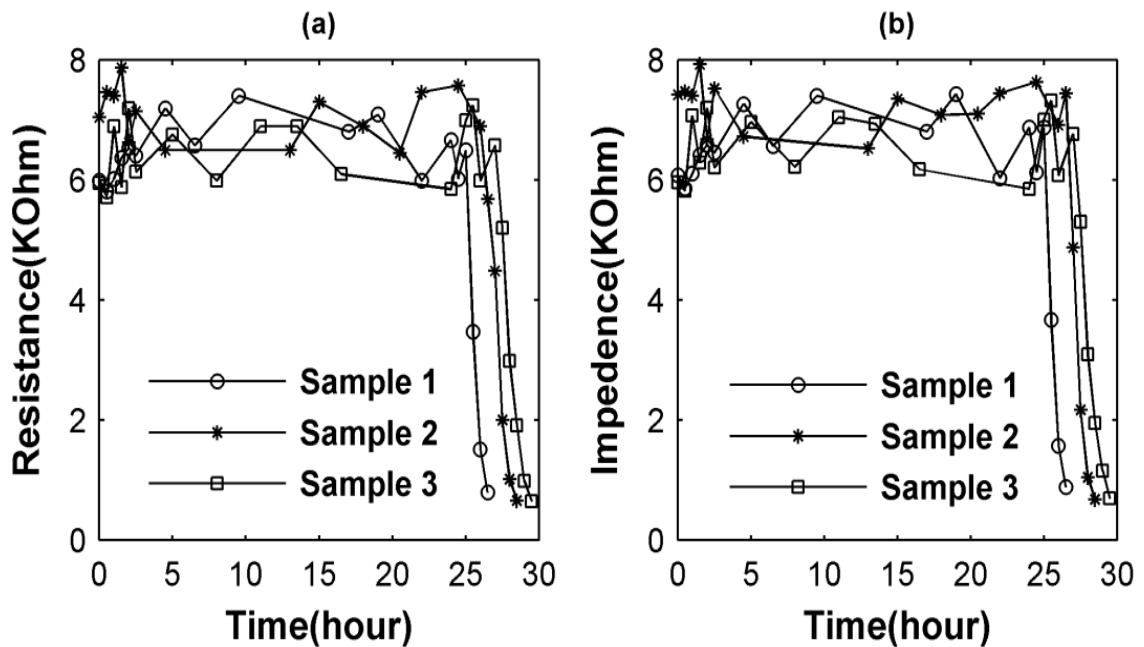 (a)
8
6
4
2
0
Resistance(KOhm)
Sample 1
Sample 2
Sample 3
0 5 10 15 20 25 30
Time(hour)
(b)
8
6
4
2
0
Impedence(KOhm)
Sample 1
Sample 2
Sample 3
0 5 10 15 20 25 30
Time(hour)